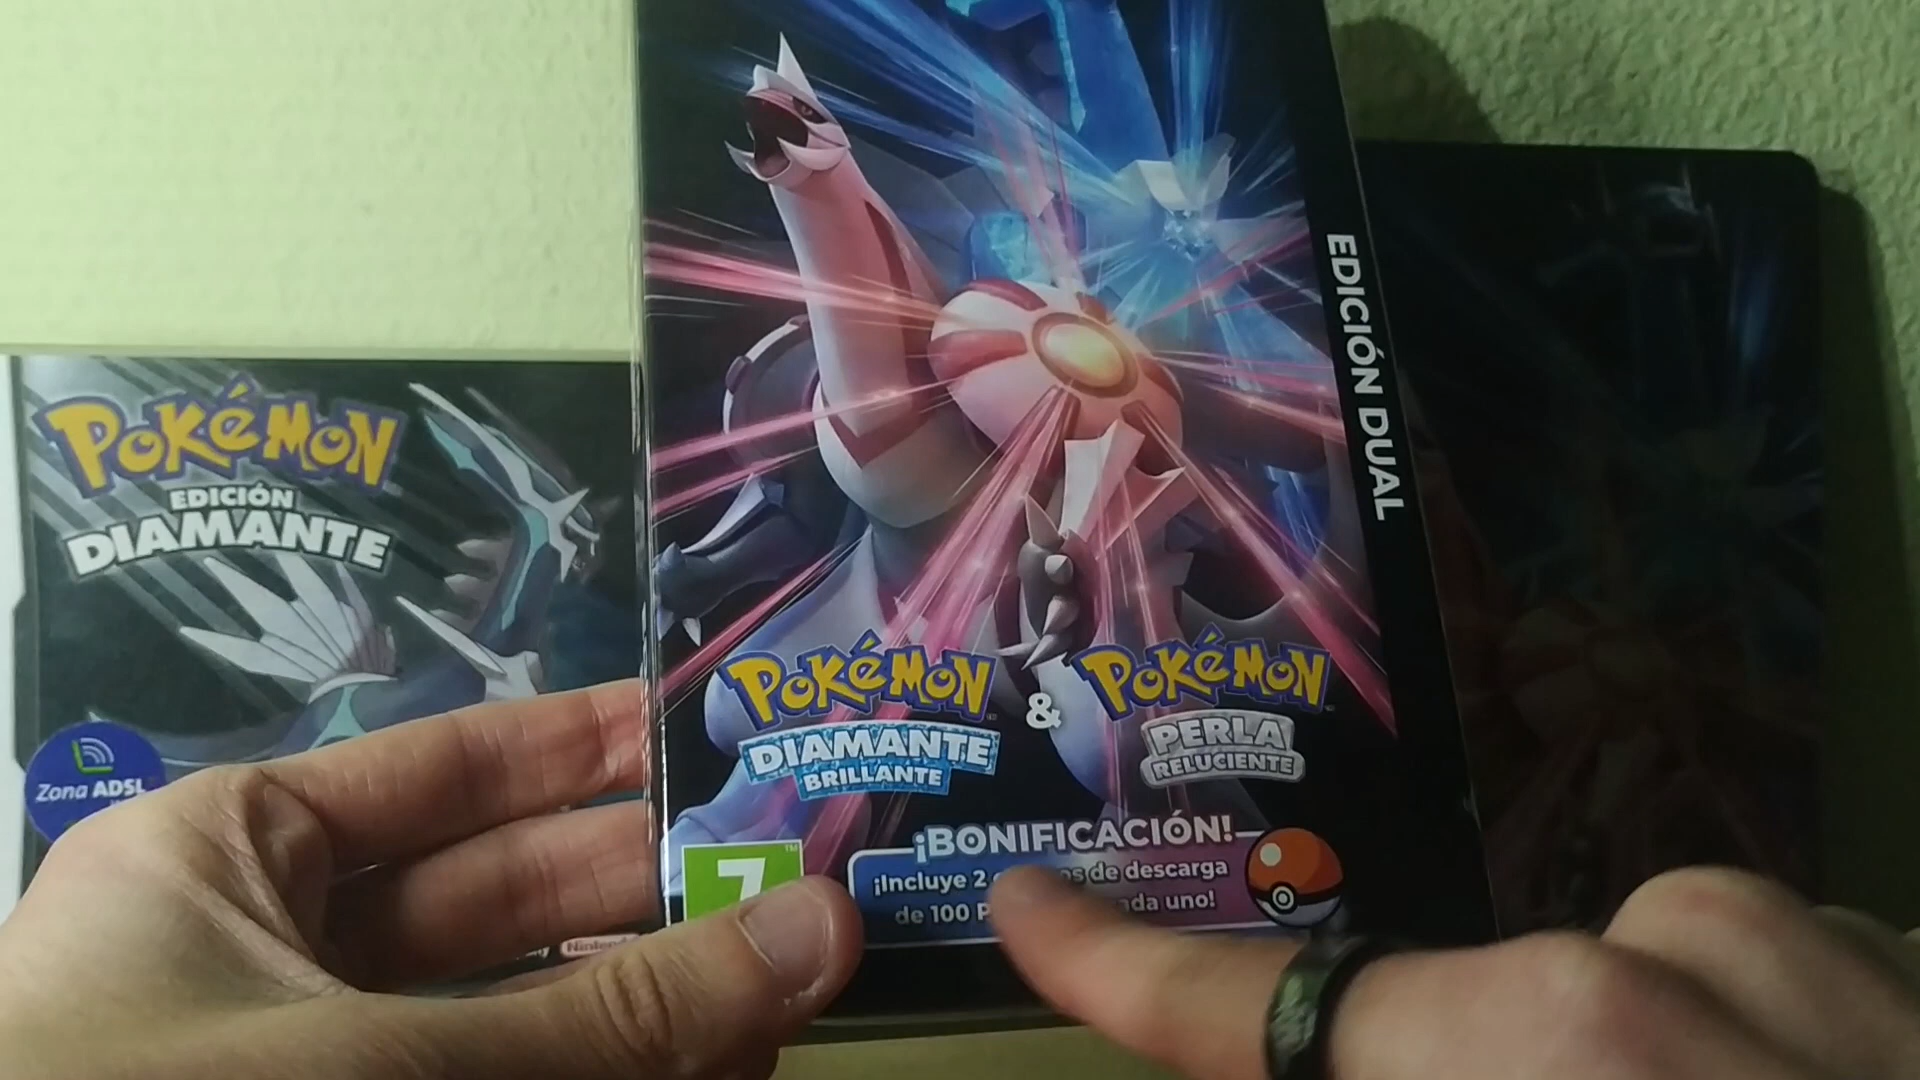 Pokémon
EDICIÓN
DIAMANTE
Zona ADSL
Nintendo
EDICIÓN DUAL
Pokémon
DIAMANTE
BRILLANTE
&
Pokémon
PERLA
RELUCIENTE
7
¡BONIFICACIÓN!
¡Incluye 2 de descarga
de 100 uno!